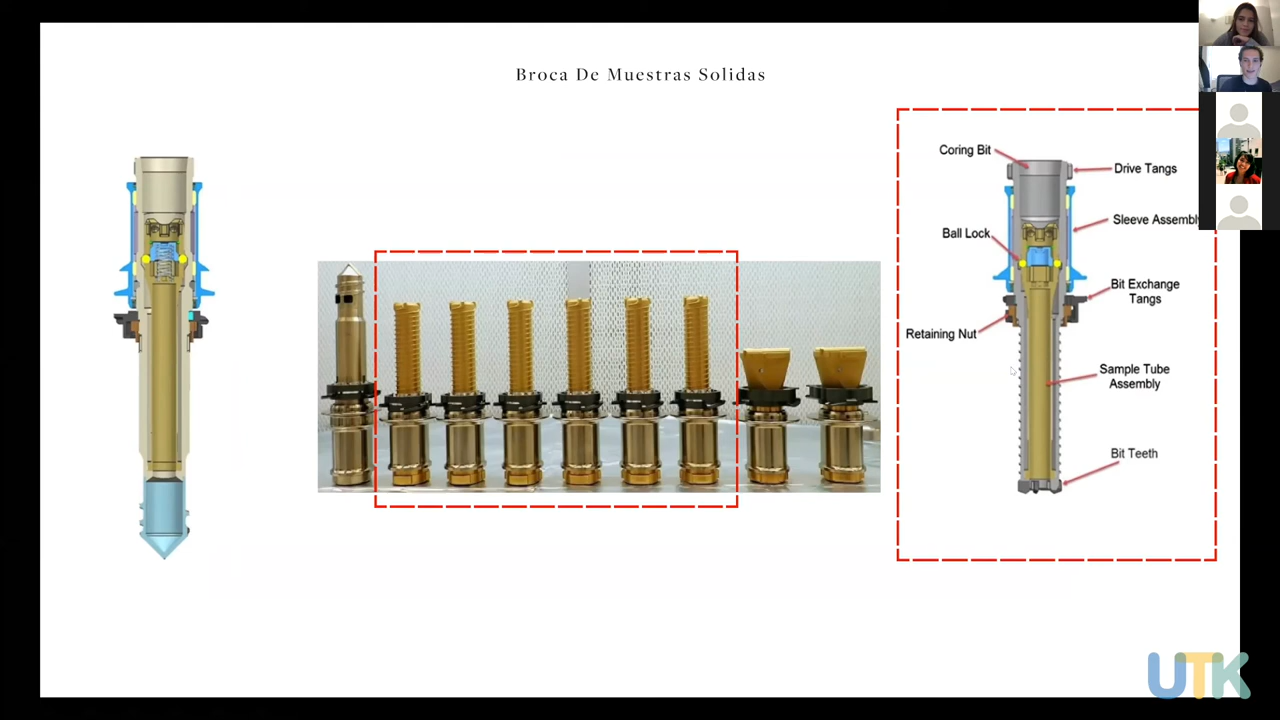 Broca De Muestras Solidas
Coring Bit
Drive Tangs
Sleeve Assembly
Ball Lock
Bit Exchange
Tangs
Retaining Nut
Sample Tube
Assembly
Bit Teeth
UTK